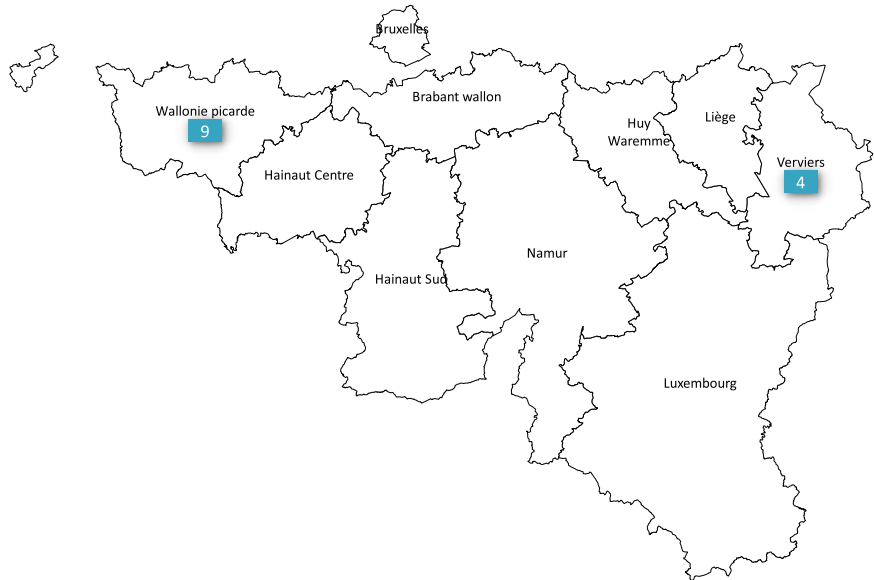 Bruxelles
Brabant wallon
Wallonie picarde
9
Liège
Huy
Waremme
Verviers
4
Hainaut Centre
Namur
Hainaut Sud
Luxembourg